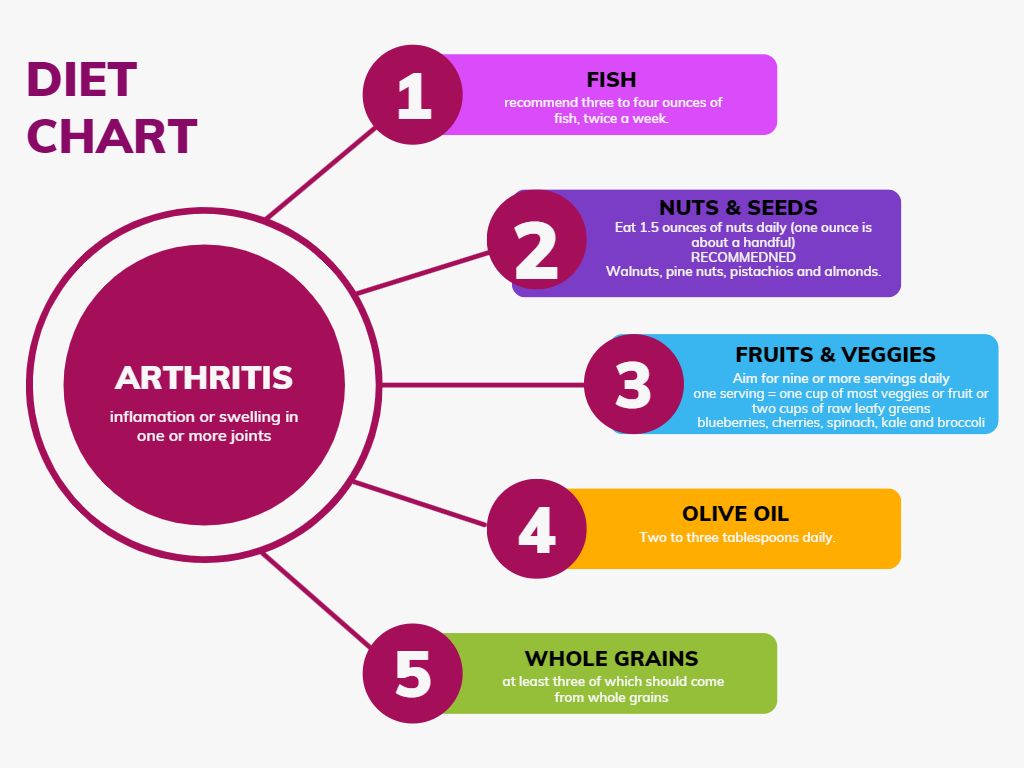 DIET
CHART
1
FISH
recommend three to four ounces of
fish, twice a week.
2
NUTS & SEEDS
Eat 1.5 ounces of nuts daily (one ounce is
about a handful)
RECOMMEDNED
Walnuts, pine nuts, pistachios and almonds.
3
FRUITS & VEGGIES
Aim for nine or more servings daily
one serving = one cup of most veggies or fruit or
two cups of raw leafy greens
blueberries, cherries, spinach, kale and broccoli
ARTHRITIS
inflamation or swelling in
one or more joints
4
OLIVE OIL
Two to three tablespoons daily.
5
WHOLE GRAINS
at least three of which should come
from whole grains